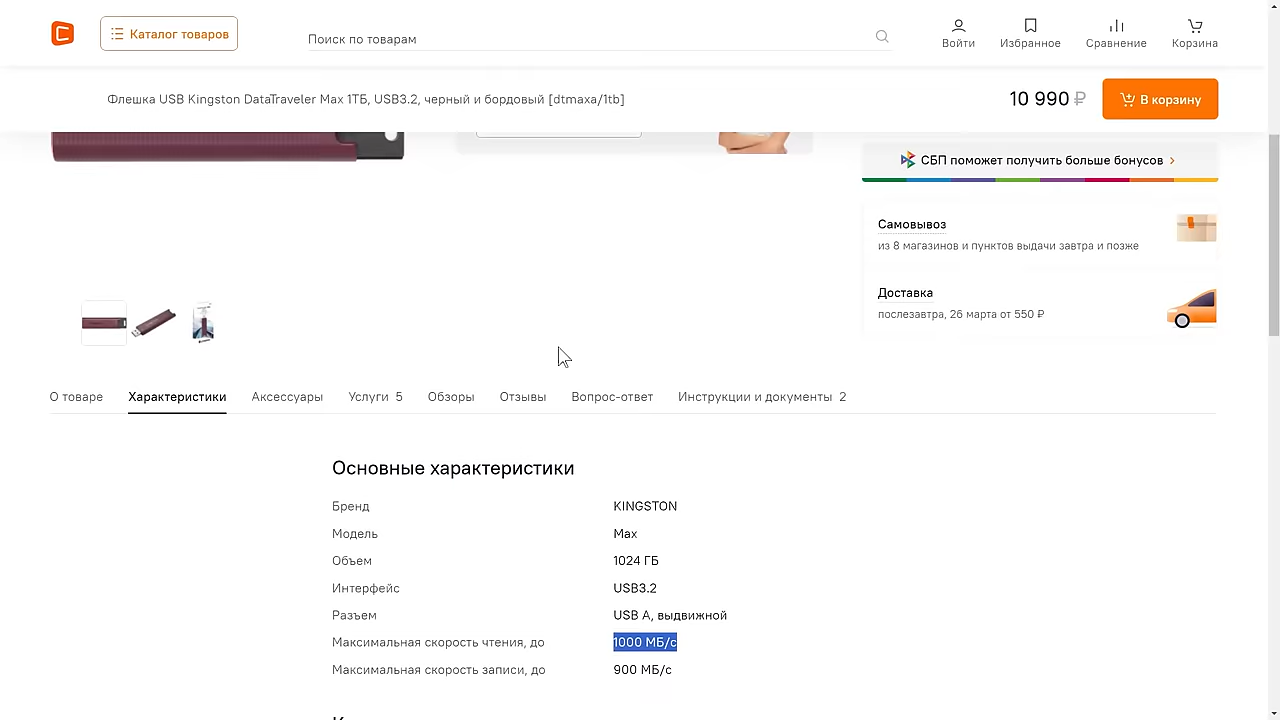 Каталог товаров
Поиск по товарам
Войти
Избранное
Сравнение
Корзина
Флешка USB Kingston DataTraveler Max 1ТБ, USB3.2, черный и бордовый [dtmaxa/1tb]
10 990 ₽
В корзину
СБП поможет получить больше бонусов
Самовывоз
из 8 магазинов и пунктов выдачи завтра и позже
Доставка
послезавтра, 26 марта от 550 ₽
О товаре
Характеристики
Аксессуары
Услуги 5
Обзоры
Отзывы
Вопрос-ответ
Инструкции и документы 2
Основные характеристики
Бренд KINGSTON
Модель Max
Объем 1024 ГБ
Интерфейс USB3.2
Разъем USB A, выдвижной
Максимальная скорость чтения, до 1000 МБ/с
Максимальная скорость записи, до 900 МБ/с